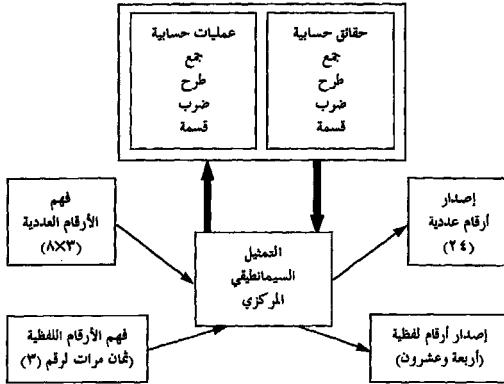 حقائق حسابية
جمع
طرح
ضرب
قسمة
عمليات حسابية
جمع
طرح
ضرب
قسمة
فهم
الأرقام العددية
(٣×٨)
إصدار
أرقام عددية
(٢٤)
التمثيل
السيمانطيقي
المركزي
فهم الأرقام اللفظية
(ثمان مرات لرقم ٣)
إصدار أرقام لفظية
(أربعة وعشرون)